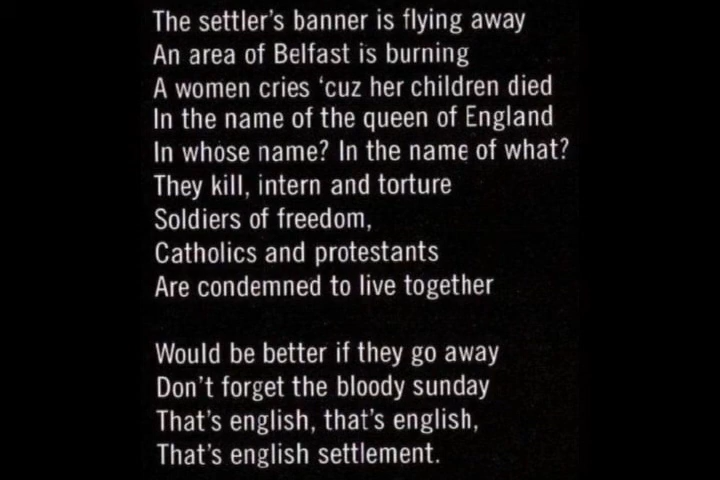 The settler's banner is flying away
An area of Belfast is burning
A women cries 'cuz her children died
In the name of the queen of England
In whose name? In the name of what?
They kill, intern and torture
Soldiers of freedom,
Catholics and protestants
Are condemned to live together
Would be better if they go away
Don't forget the bloody sunday
That's english, that's english,
That's english settlement.